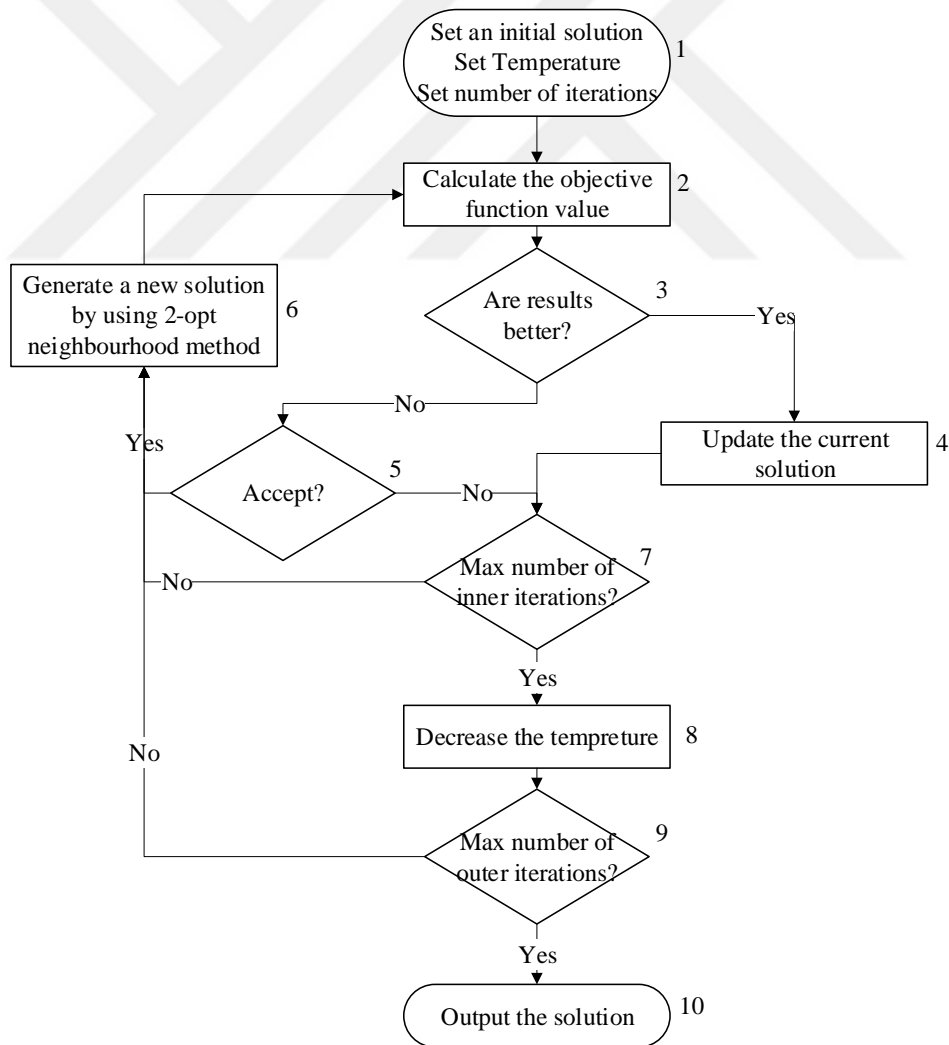 Set an initial solution
Set Temperature
Set number of iterations
1
Calculate the objective
function value
2
Generate a new solution
by using 2-opt
neighbourhood method
6
Are results
better?
3
Yes
No
Yes
Update the current
solution
4
Accept?
5
No
Max number of
inner iterations?
7
No
Yes
Decrease the tempreture
8
No
Max number of
outer iterations?
9
Yes
Output the solution
10